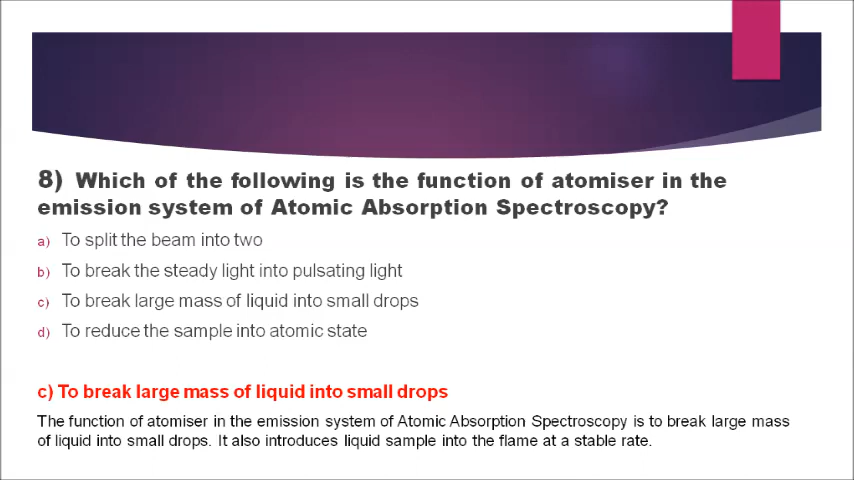 8) Which of the following is the function of atomiser in the
emission system of Atomic Absorption Spectroscopy?
a) To split the beam into two
b) To break the steady light into pulsating light
c) To break large mass of liquid into small drops
d) To reduce the sample into atomic state
c) To break large mass of liquid into small drops
The function of atomiser in the emission system of Atomic Absorption Spectroscopy is to break large mass
of liquid into small drops. It also introduces liquid sample into the flame at a stable rate.